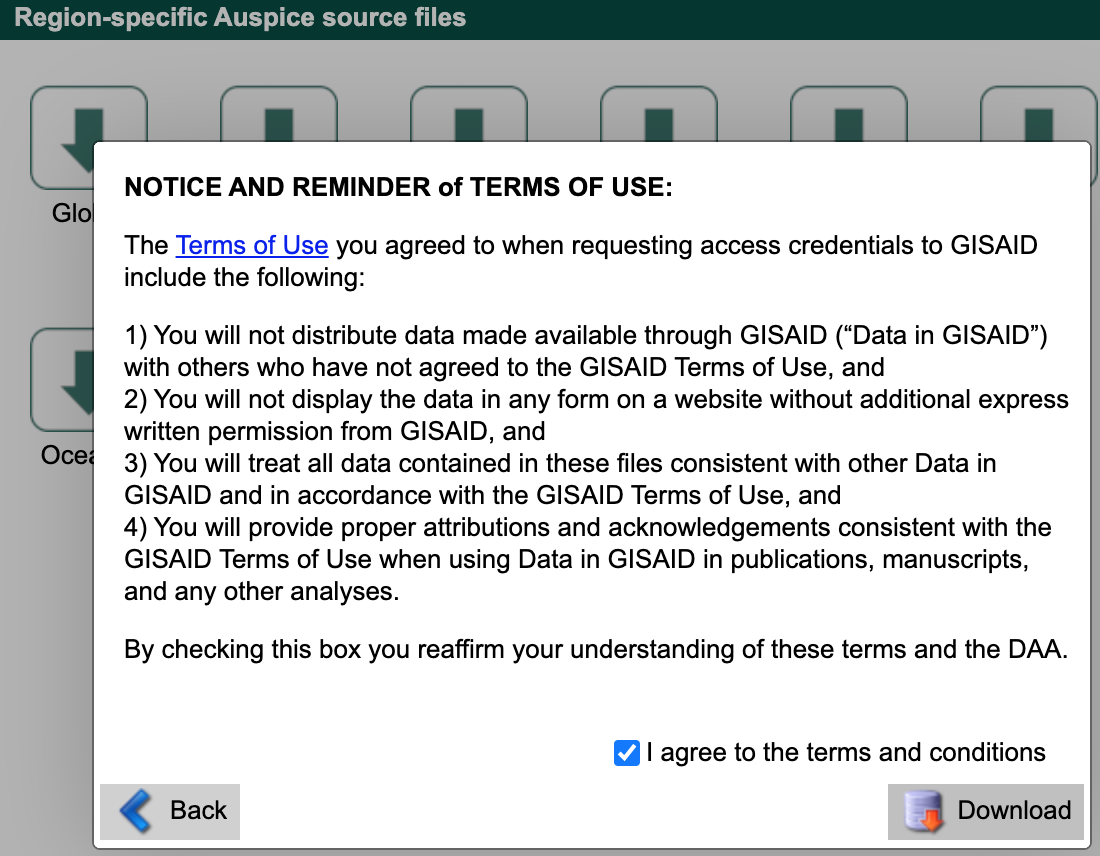 Region-specific Auspice source files
Glo
Ocea
NOTICE AND REMINDER of TERMS OF USE:
The Terms of Use you agreed to when requesting access credentials to GISAID
include the following:
1) You will not distribute data made available through GISAID (“Data in GISAID”)
with others who have not agreed to the GISAID Terms of Use, and
2) You will not display the data in any form on a website without additional express
written permission from GISAID, and
3) You will treat all data contained in these files consistent with other Data in
GISAID and in accordance with the GISAID Terms of Use, and
4) You will provide proper attributions and acknowledgements consistent with the
GISAID Terms of Use when using Data in GISAID in publications, manuscripts,
and any other analyses.
By checking this box you reaffirm your understanding of these terms and the DAA.
I agree to the terms and conditions
Back
Download